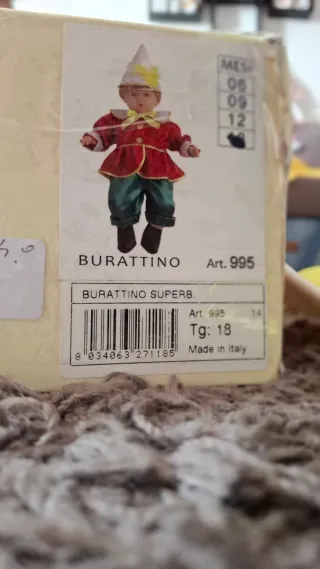 MESI
06
09
12
BURATTINO Art. 995
BURATTINO SUPERB.
Art. 995 14
Tg: 18
Made in Italy
8 034063 271185